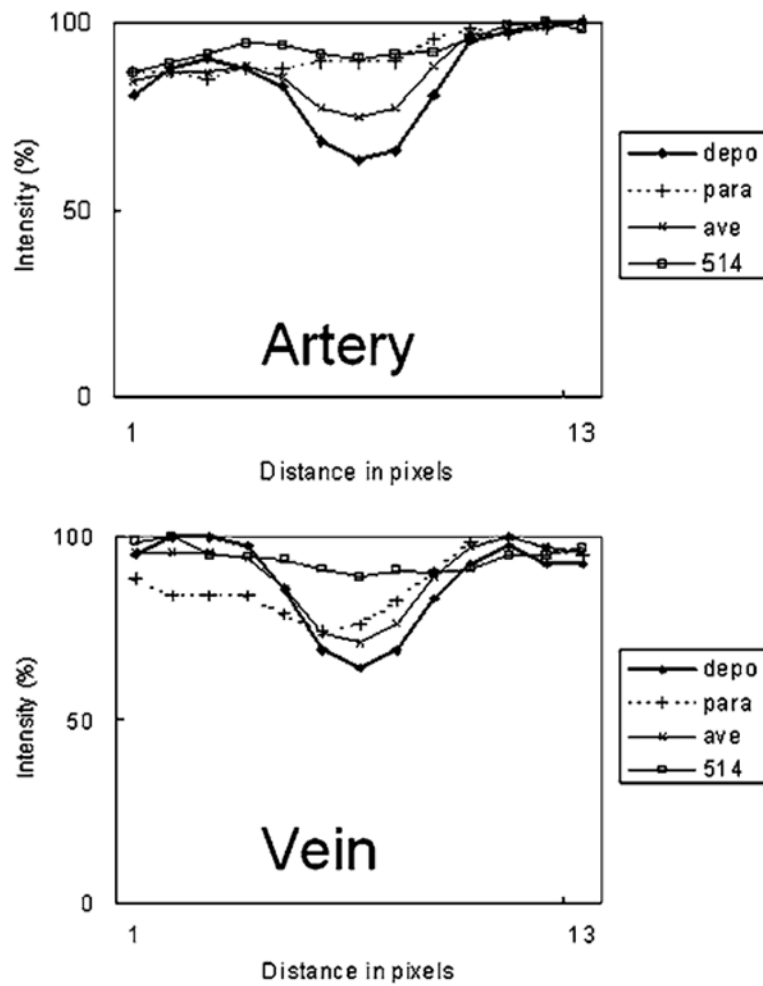 100
50
0
Intensity (%)
Artery
1
13
Distance in pixels
depo
para
ave
514
100
50
0
Intensity (%)
Vein
1
13
Distance in pixels
depo
para
ave
514